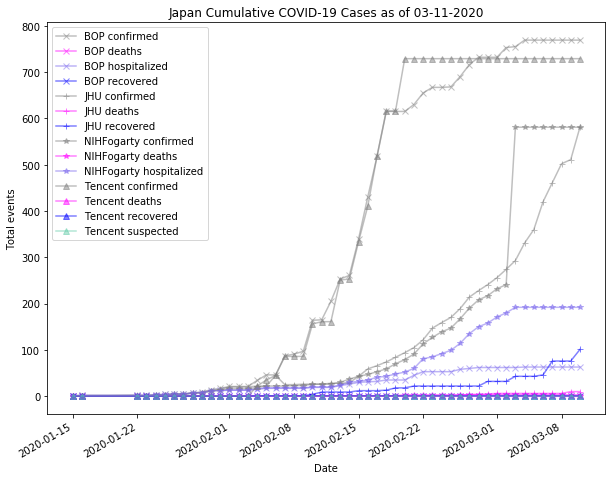 Japan Cumulative COVID-19 Cases as of 03-11-2020
BOP confirmed
BOP deaths
BOP hospitalized
BOP recovered
JHU confirmed
JHU deaths
JHU recovered
NIHFogarty confirmed
NIHFogarty deaths
NIHFogarty hospitalized
Tencent confirmed
Tencent deaths
Tencent recovered
Tencent suspected
Total events
800
700
600
500
400
300
200
100
0
2020-01-15
2020-01-22
2020-02-01
2020-02-08
2020-02-15
2020-02-22
2020-03-01
2020-03-08
Date